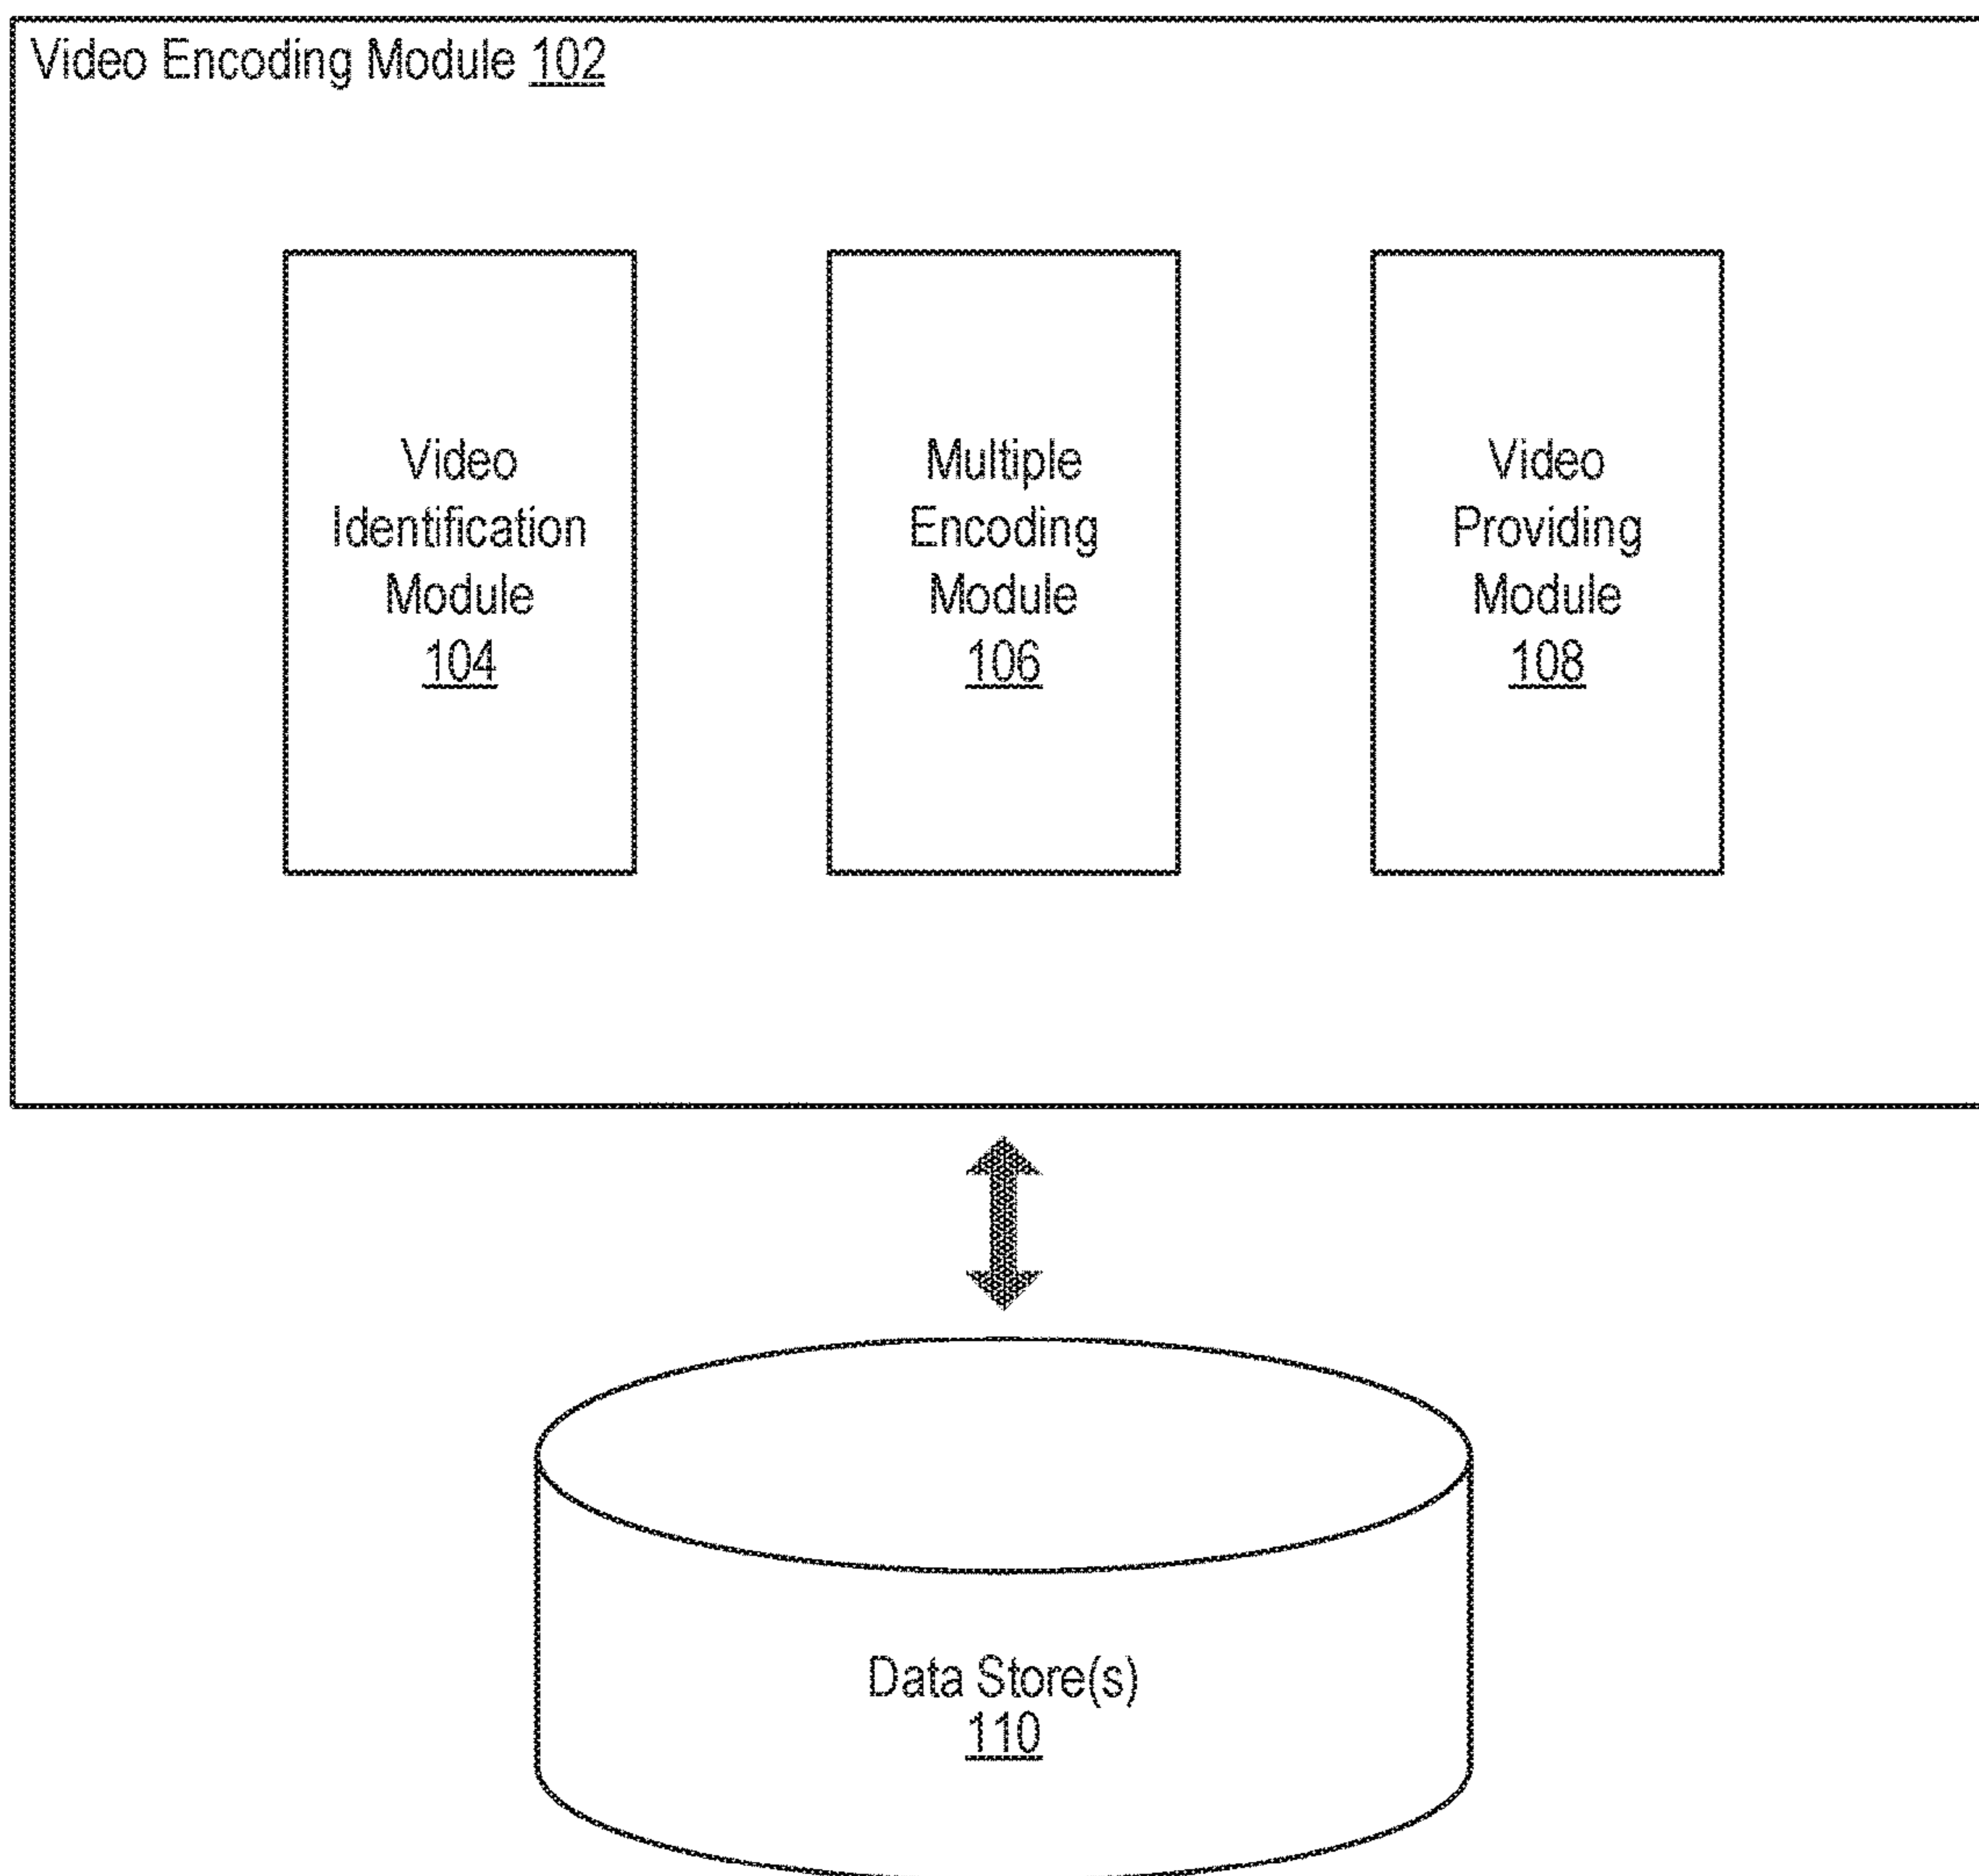 Video Encoding Module 102
Video
Identification
Module
104
Multiple
Encoding
Module
106
Video
Providing
Module
108
Data Store(s)
110